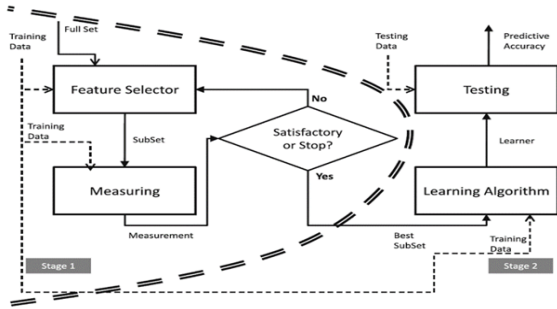 Full Set
Training
Data
Feature Selector
Training
Data
SubSet
Measuring
Measurement
Stage 1
No
Satisfactory
or Stop?
Yes
Testing
Data
Predictive
Accuracy
Testing
Learner
Learning Algorithm
Best
SubSet
Training
Data
Stage 2